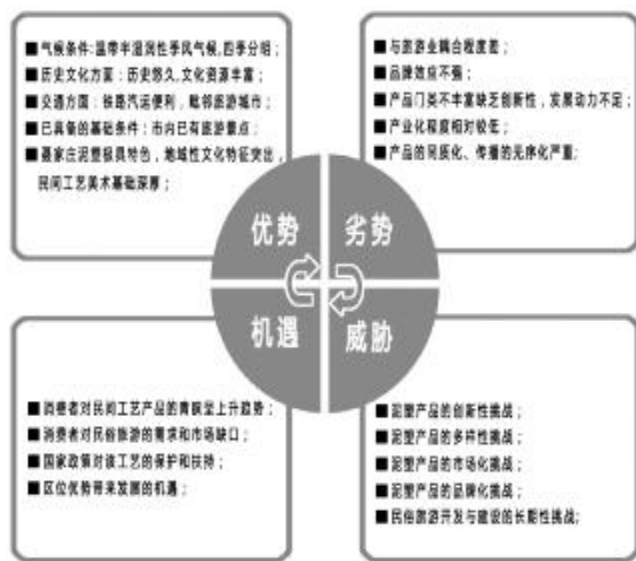 ■气候条件:温带半湿润性季风气候,四季分明；
■历史文化方面：历史悠久,文化资源丰富；
■交通方面：铁路汽运便利，毗邻旅游城市；
■已具备的基础条件：市内已有旅游景点；
■聂家庄泥塑极具特色，地域性文化特征突出，
民间工艺美术基础深厚；
■与旅游业耦合程度差；
■品牌效应不强；
■产品门类不丰富缺乏创新性，发展动力不足；
■产业化程度相对较低；
■产品的同质化、传播的无序化严重;
优势
劣势
机遇
威胁
■消费者对民间工艺产品的青睐呈上升趋势；
■消费者对民俗旅游的需求和市场缺口；
■国家政策对该工艺的保护和扶持；
■区位优势带来发展的机遇；
■泥塑产品的创新性挑战；
■泥塑产品的多样性挑战；
■泥塑产品的市场化挑战；
■泥塑产品的品牌化挑战；
■民俗旅游开发与建设的长期性挑战;